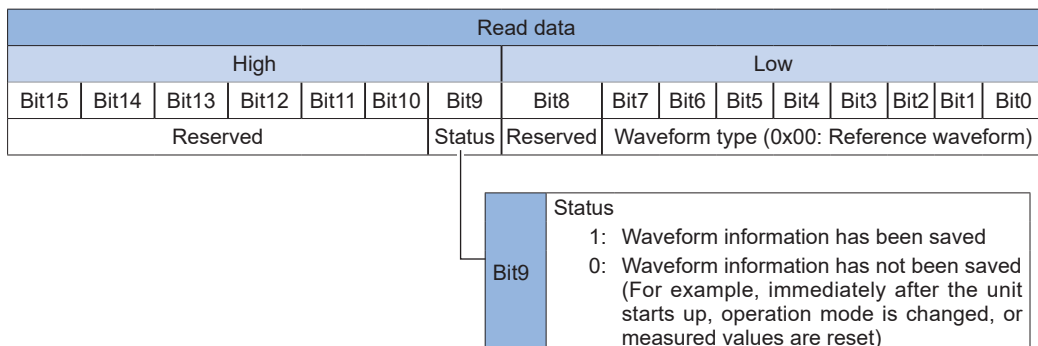 Read data
High Low
Bit15 Bit14 Bit13 Bit12 Bit11 Bit10 Bit9 Bit8 Bit7 Bit6 Bit5 Bit4 Bit3 Bit2 Bit1 Bit0
Reserved Status Reserved Waveform type (0x00: Reference waveform)
Bit9
Status
1: Waveform information has been saved
0: Waveform information has not been saved
(For example, immediately after the unit
starts up, operation mode is changed, or
measured values are reset)